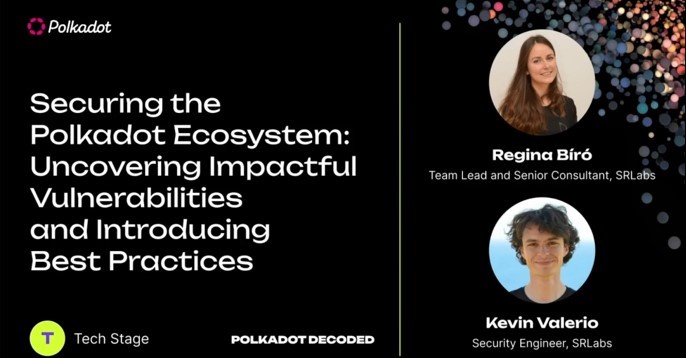 Polkadot
Securing the
Polkadot Ecosystem:
Uncovering Impactful
Vulnerabilities
and Introducing
Best Practices
T Tech Stage
POLKADOT DECODED
Regina Bíró
Team Lead and Senior Consultant, SRLabs
Kevin Valerio
Security Engineer, SRLabs